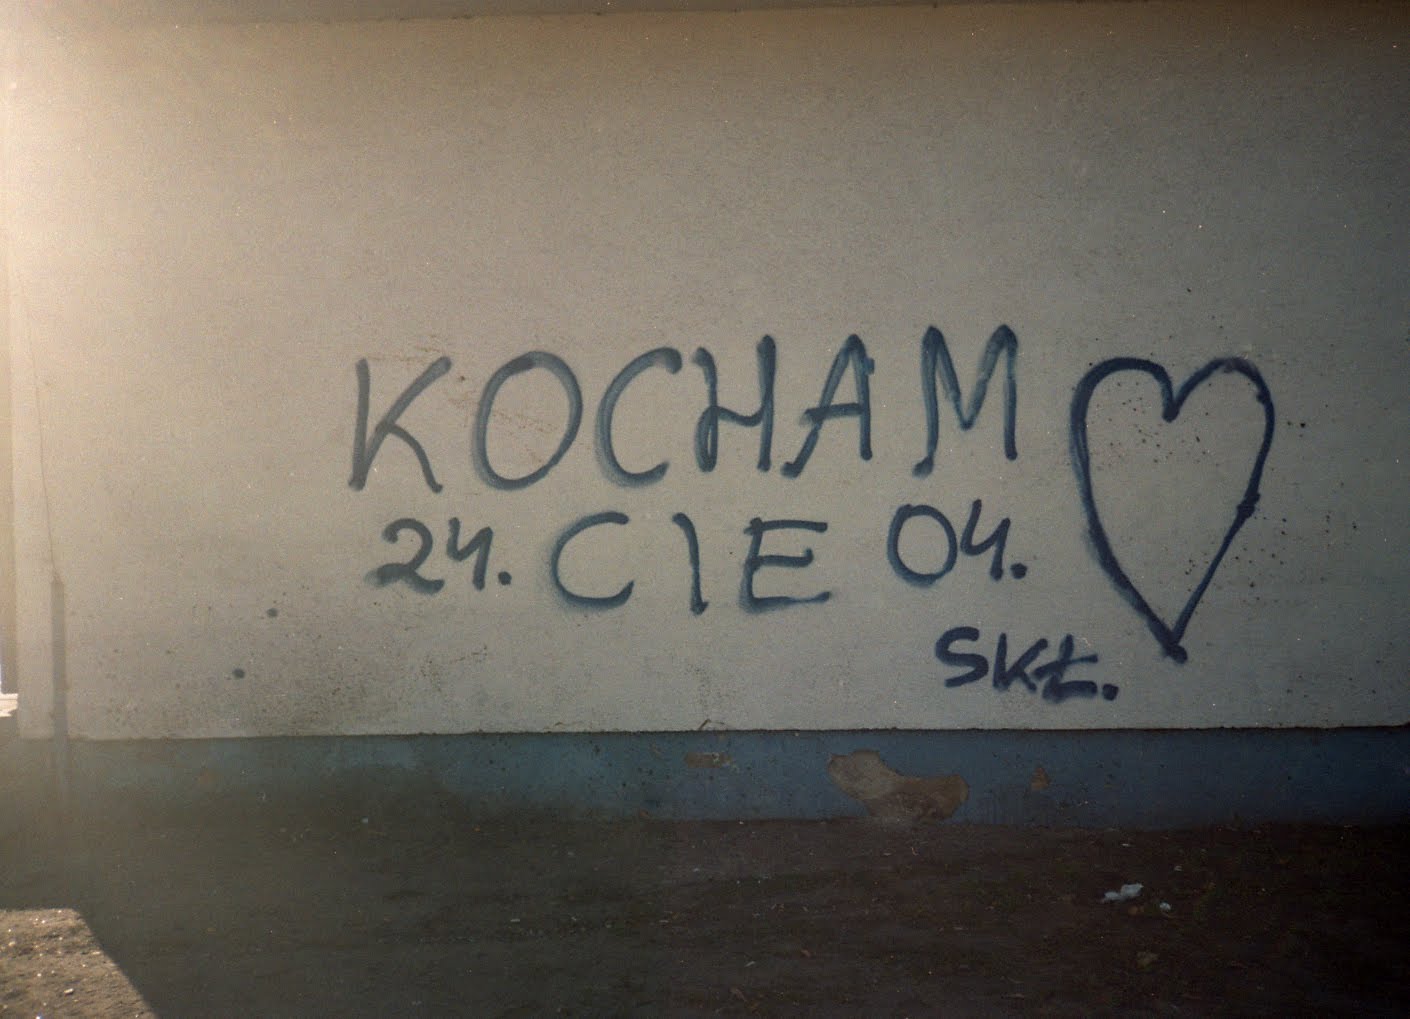 KOCHAM
24. CIE 04.
SKŁ.